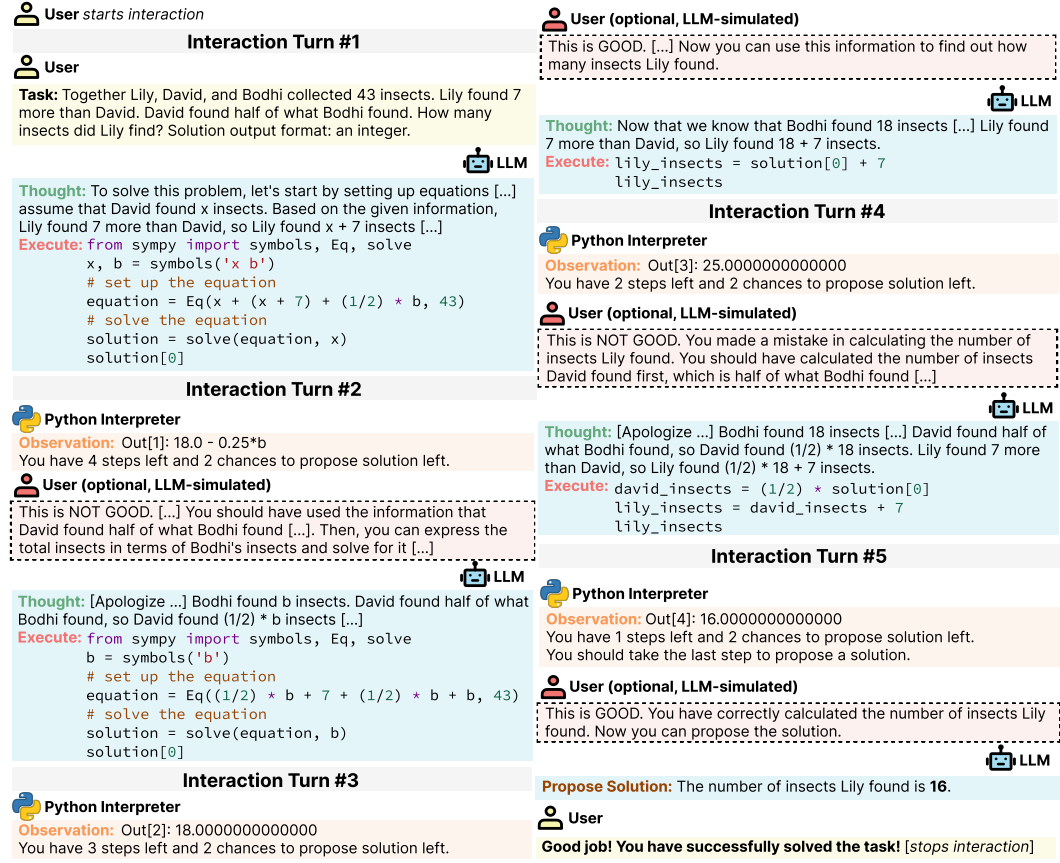 User starts interaction
Interaction Turn #1
User
Task: Together Lily, David, and Bodhi collected 43 insects. Lily found 7
more than David. David found half of what Bodhi found. How many
insects did Lily find? Solution output format: an integer.
LLM
Thought: To solve this problem, let's start by setting up equations [...]
assume that David found x insects. Based on the given information,
Lily found 7 more than David, so Lily found x + 7 insects [...]
Execute: from sympy import symbols, Eq, solve
x, b = symbols('x b')
# set up the equation
equation = Eq(x + (x + 7) + (1/2) * b, 43)
# solve the equation
solution = solve(equation, x)
solution[0]
Interaction Turn #2
Python Interpreter
Observation: Out[1]: 18.0 - 0.25*b
You have 4 steps left and 2 chances to propose solution left.
User (optional, LLM-simulated)
This is NOT GOOD. [...] You should have used the information that
David found half of what Bodhi found [...]. Then, you can express the
total insects in terms of Bodhi's insects and solve for it [...]
LLM
Thought: [Apologize ...] Bodhi found b insects. David found half of what
Bodhi found, so David found (1/2) * b insects [...]
Execute: from sympy import symbols, Eq, solve
b = symbols('b')
# set up the equation
equation = Eq((1/2) * b + 7 + (1/2) * b + b, 43)
# solve the equation
solution = solve(equation, b)
solution[0]
Interaction Turn #3
Python Interpreter
Observation: Out[2]: 18.0000000000000
You have 3 steps left and 2 chances to propose solution left.
User (optional, LLM-simulated)
This is GOOD. [...] Now you can use this information to find out how
many insects Lily found.
LLM
Thought: Now that we know that Bodhi found 18 insects [...] Lily found
7 more than David, so Lily found 18 + 7 insects.
Execute: lily_insects = solution[0] + 7
lily_insects
Interaction Turn #4
Python Interpreter
Observation: Out[3]: 25.0000000000000
You have 2 steps left and 2 chances to propose solution left.
User (optional, LLM-simulated)
This is NOT GOOD. You made a mistake in calculating the number of
insects Lily found. You should have calculated the number of insects
David found first, which is half of what Bodhi found [...]
LLM
Thought: [Apologize ...] Bodhi found 18 insects [...] David found half of
what Bodhi found, so David found (1/2) * 18 insects. Lily found 7 more
than David, so Lily found (1/2) * 18 + 7 insects.
Execute: david_insects = (1/2) * solution[0]
lily_insects = david_insects + 7
lily_insects
Interaction Turn #5
Python Interpreter
Observation: Out[4]: 16.0000000000000
You have 1 steps left and 2 chances to propose solution left.
You should take the last step to propose a solution.
User (optional, LLM-simulated)
This is GOOD. You have correctly calculated the number of insects Lily
found. Now you can propose the solution.
LLM
Propose Solution: The number of insects Lily found is 16.
User
Good job! You have successfully solved the task! [stops interaction]